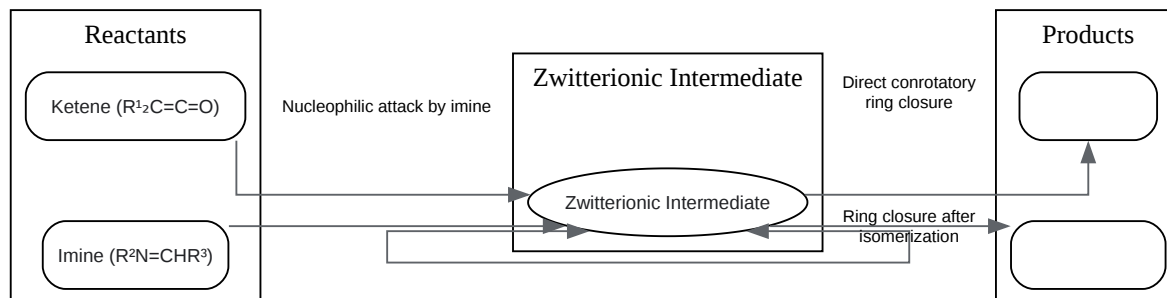 Reactants
Ketene (R¹₂C=C=O)
Imine (R²N=CHR³)
Nucleophilic attack by imine
Zwitterionic Intermediate
Zwitterionic Intermediate
Direct conrotatory
ring closure
Ring closure after
isomerization
Products